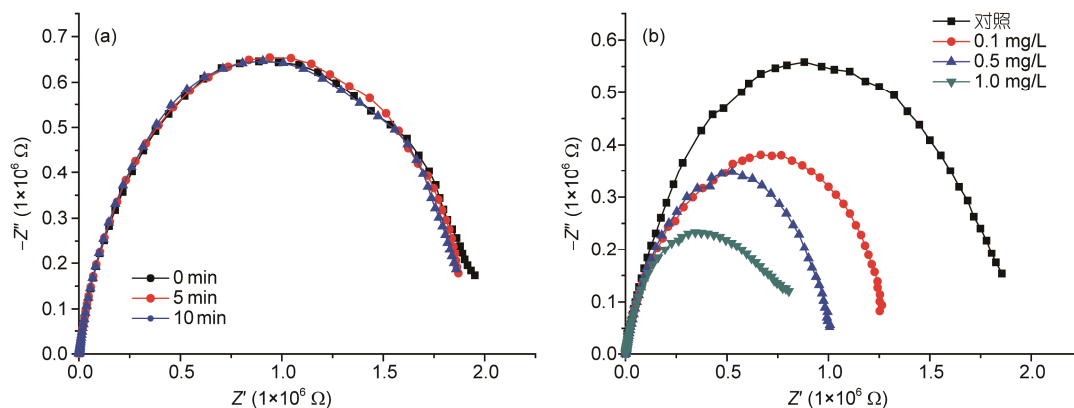 (a)
0.7
0.6
0.5
0.4
0.3
0.2
0.1
0.0
−Z″ (1×10⁶ Ω)
0 min
5 min
10 min
0.0 0.5 1.0 1.5 2.0
Z′ (1×10⁶ Ω)
(b)
对照
0.1 mg/L
0.5 mg/L
1.0 mg/L
0.6
0.5
0.4
0.3
0.2
0.1
0.0
−Z″ (1×10⁶ Ω)
0.0 0.5 1.0 1.5 2.0
Z′ (1×10⁶ Ω)